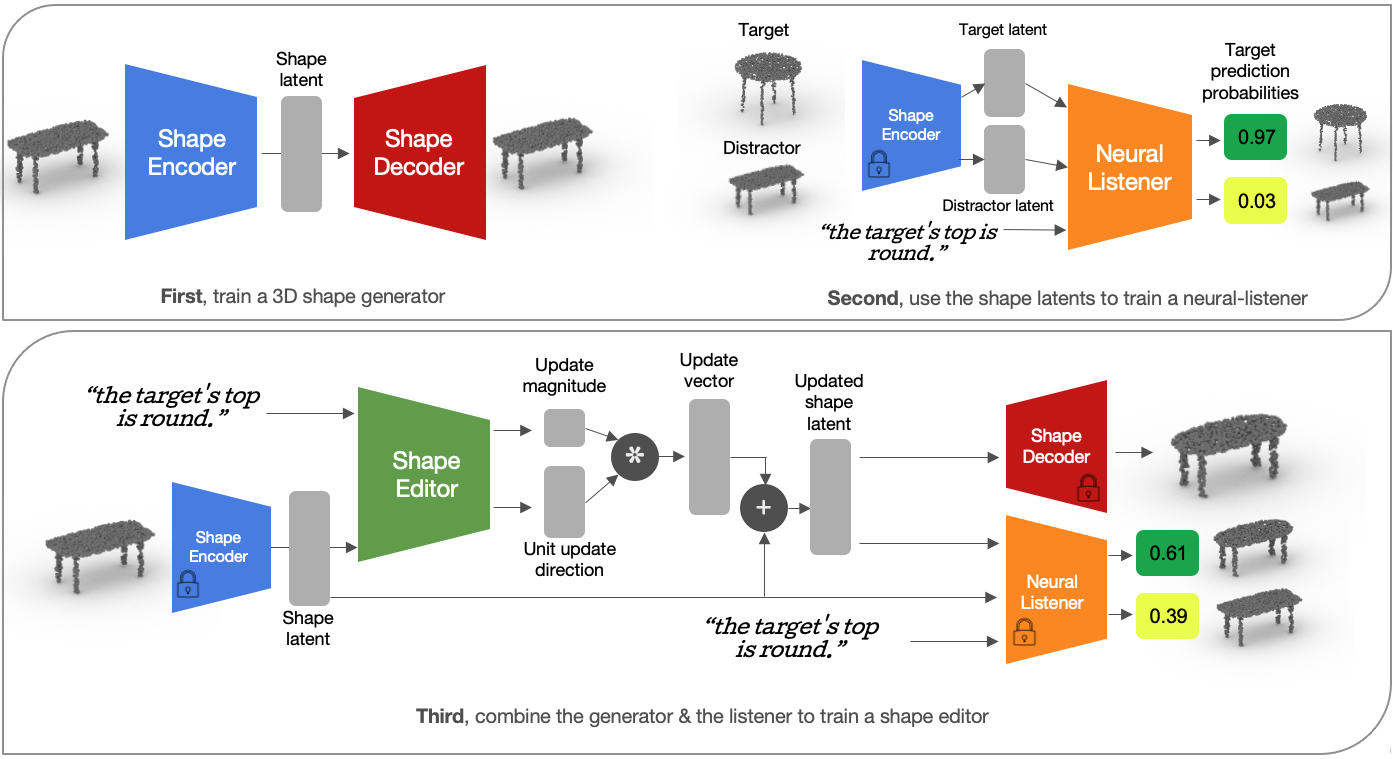 Shape
latent
Shape
Encoder
Shape
Decoder
First, train a 3D shape generator
Target
Distractor
Shape
Encoder
Target latent
Distractor latent
“the target's top is
round.”
Neural
Listener
Target
prediction
probabilities
0.97
0.03
Second, use the shape latents to train a neural-listener
“the target's top
is round.”
Shape
Encoder
Shape
latent
Shape
Editor
Update
magnitude
Unit update
direction
*
Update
vector
+
Updated
shape
latent
“the target's top
is round.”
Shape
Decoder
Neural
Listener
0.61
0.39
Third, combine the generator & the listener to train a shape editor